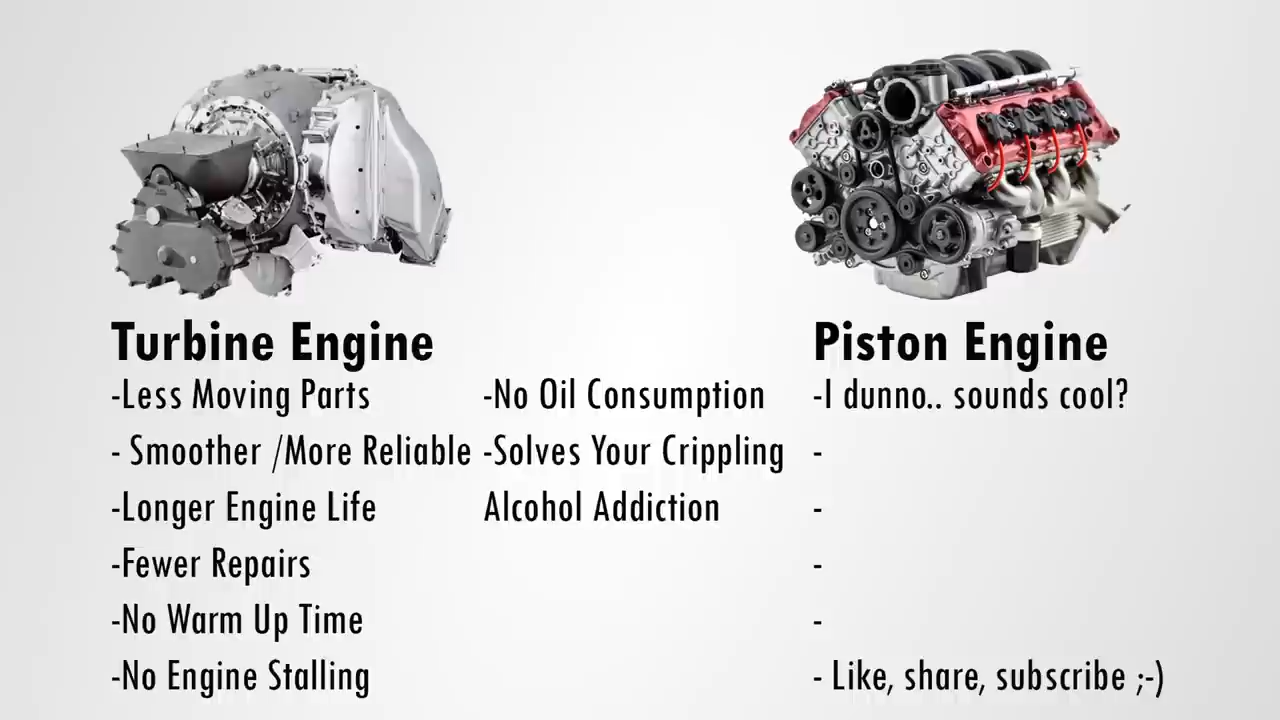 Turbine Engine
-Less Moving Parts
- Smoother /More Reliable
-Longer Engine Life
-Fewer Repairs
-No Warm Up Time
-No Engine Stalling
-No Oil Consumption
-Solves Your Crippling
Alcohol Addiction
Piston Engine
-I dunno.. sounds cool?
-
-
-
-
- Like, share, subscribe ;-)